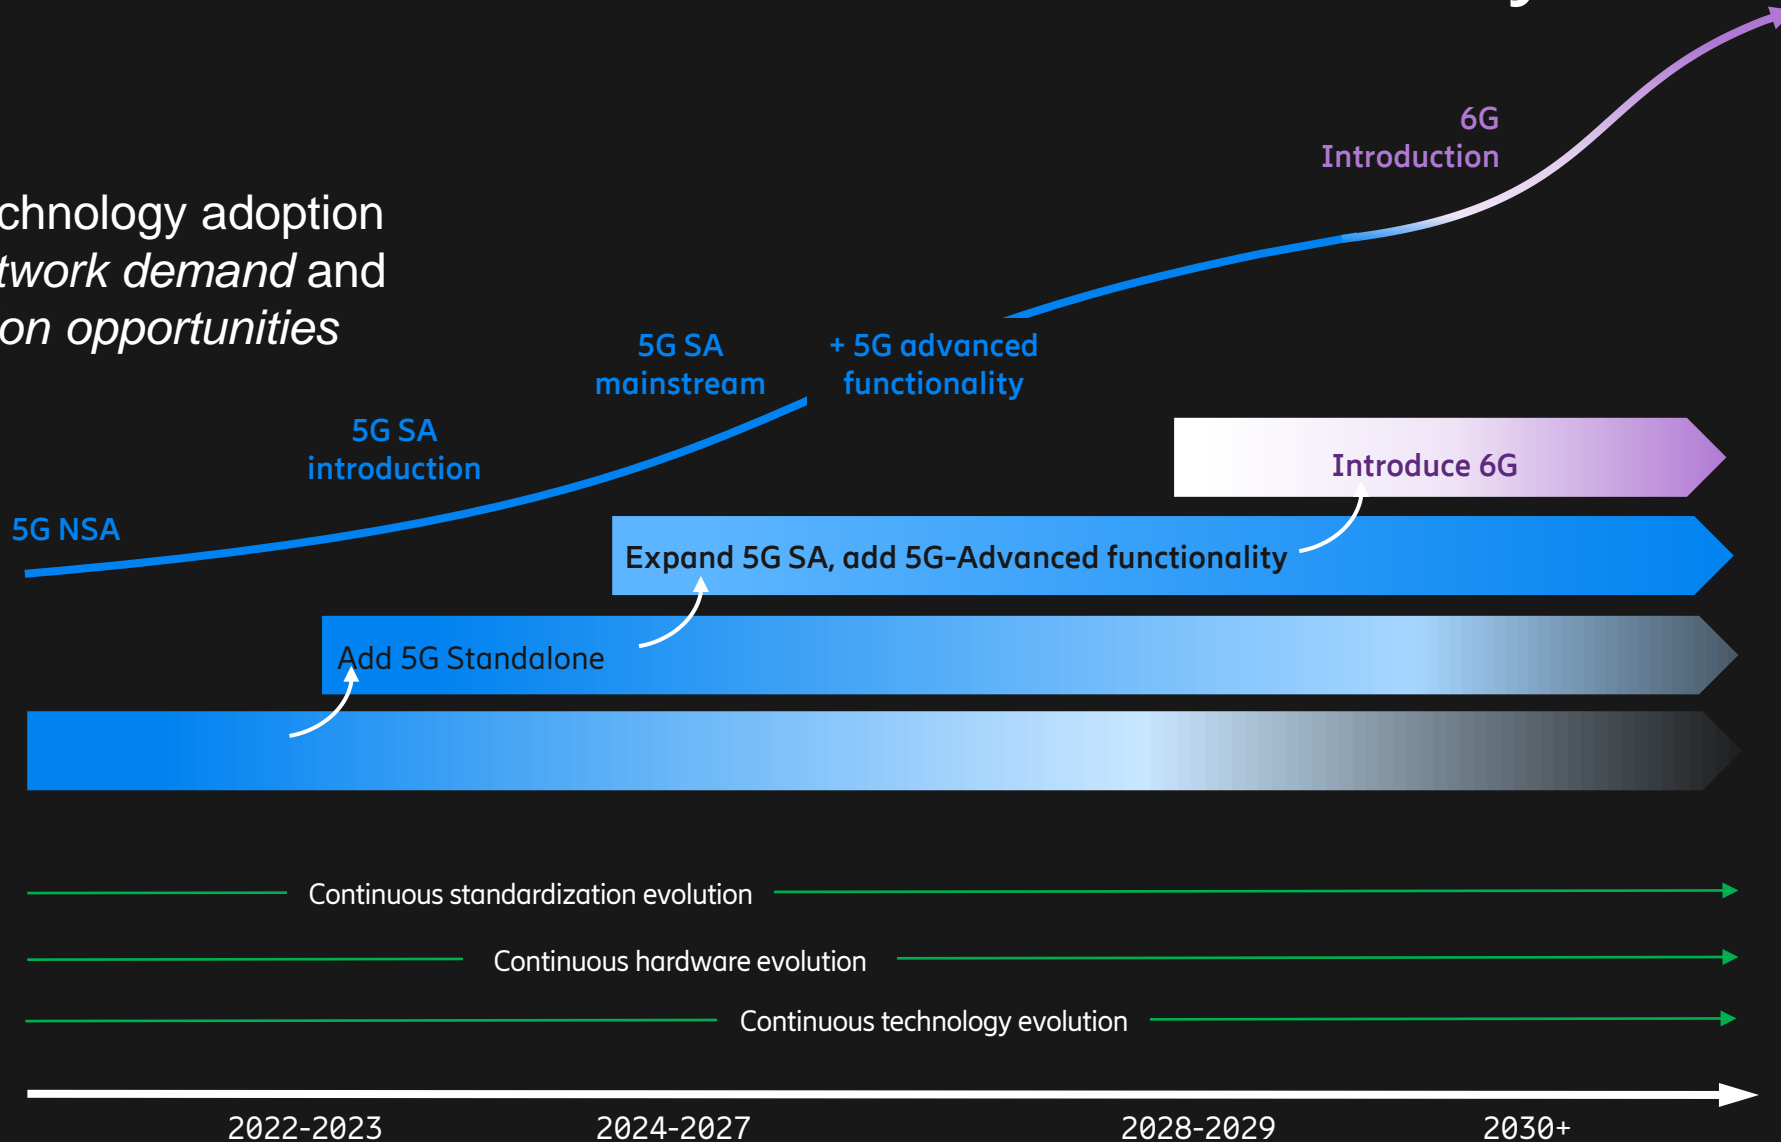 6G
Introduction
chnology adoption
twork demand and
on opportunities
5G SA
mainstream
+ 5G advanced
functionality
5G SA
introduction
5G NSA
Introduce 6G
Expand 5G SA, add 5G-Advanced functionality
Add 5G Standalone
Continuous standardization evolution
Continuous hardware evolution
Continuous technology evolution
2022-2023 2024-2027 2028-2029 2030+